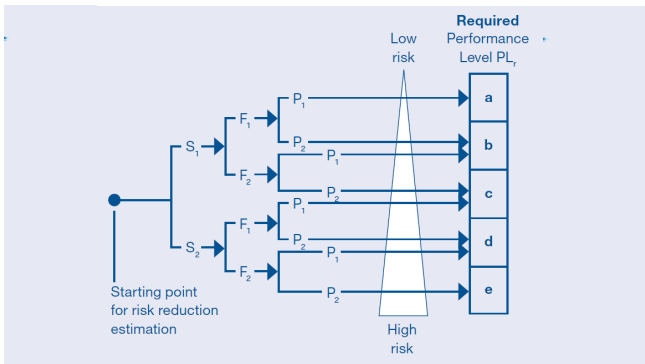 Required
Low
Performance
risk
Level PLr
P1
a
F1
P2
b
S1
P1
F2
P2
c
P1
F1
P2
d
S2
P1
F2
P2
e
Starting point
for risk reduction
estimation
High
risk